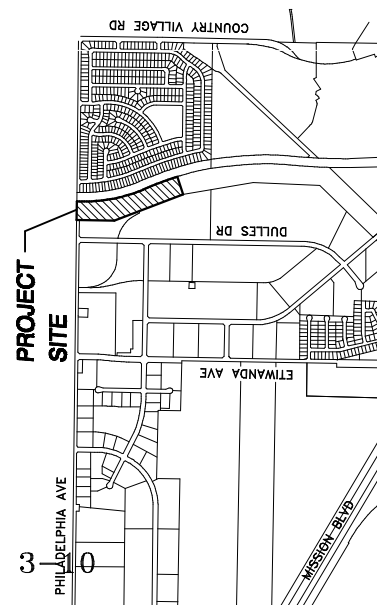 COUNTRY VILLAGE RD
DULLES DR
PROJECT
SITE
ETIWANDA AVE
PHILADELPHIA AVE
MISSION BLVD
3-10